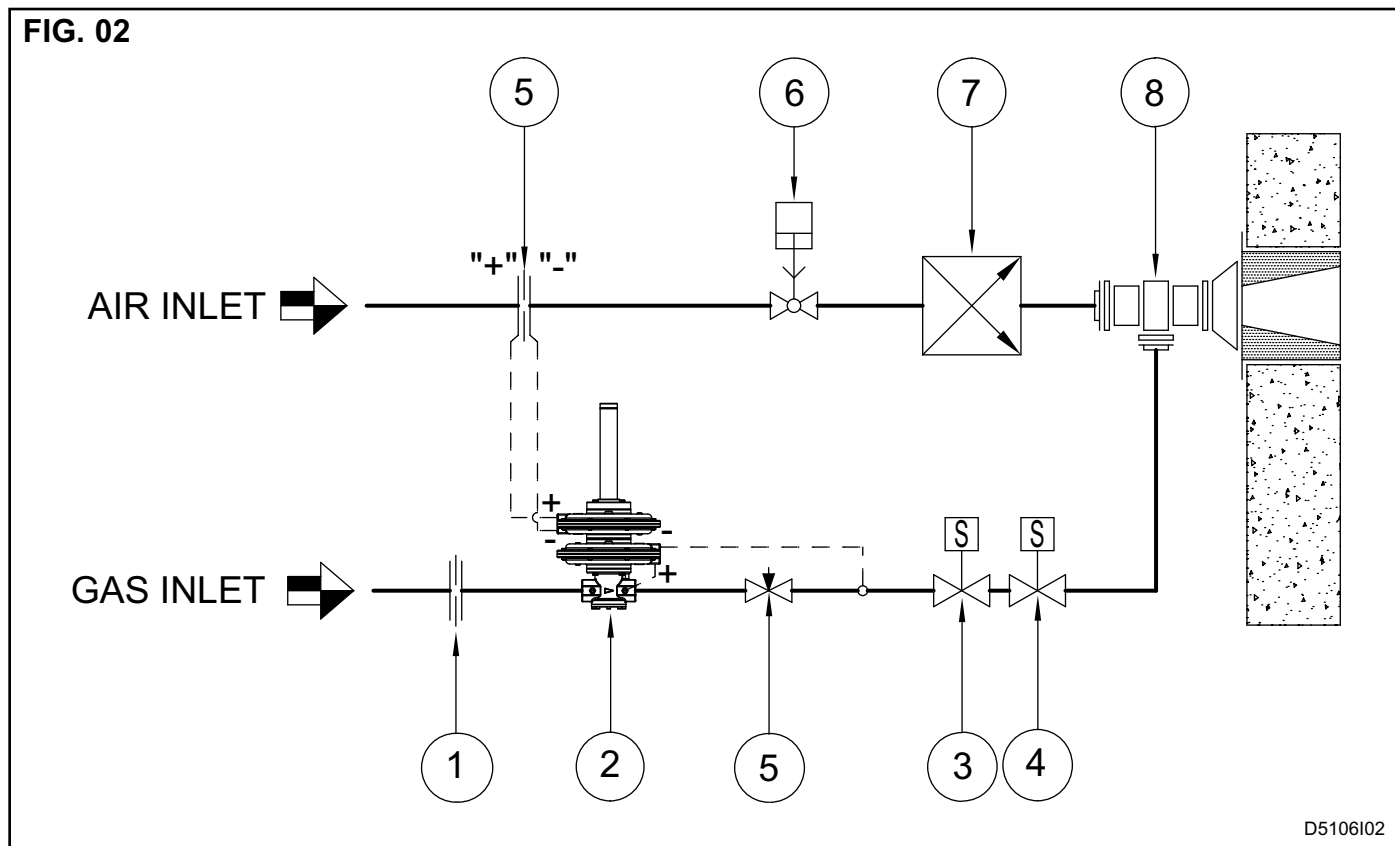 FIG. 02
5
6
7
8
"+" "-"
AIR INLET
+
-
-
+
GAS INLET
S
S
1
2
5
3
4
D5106I02